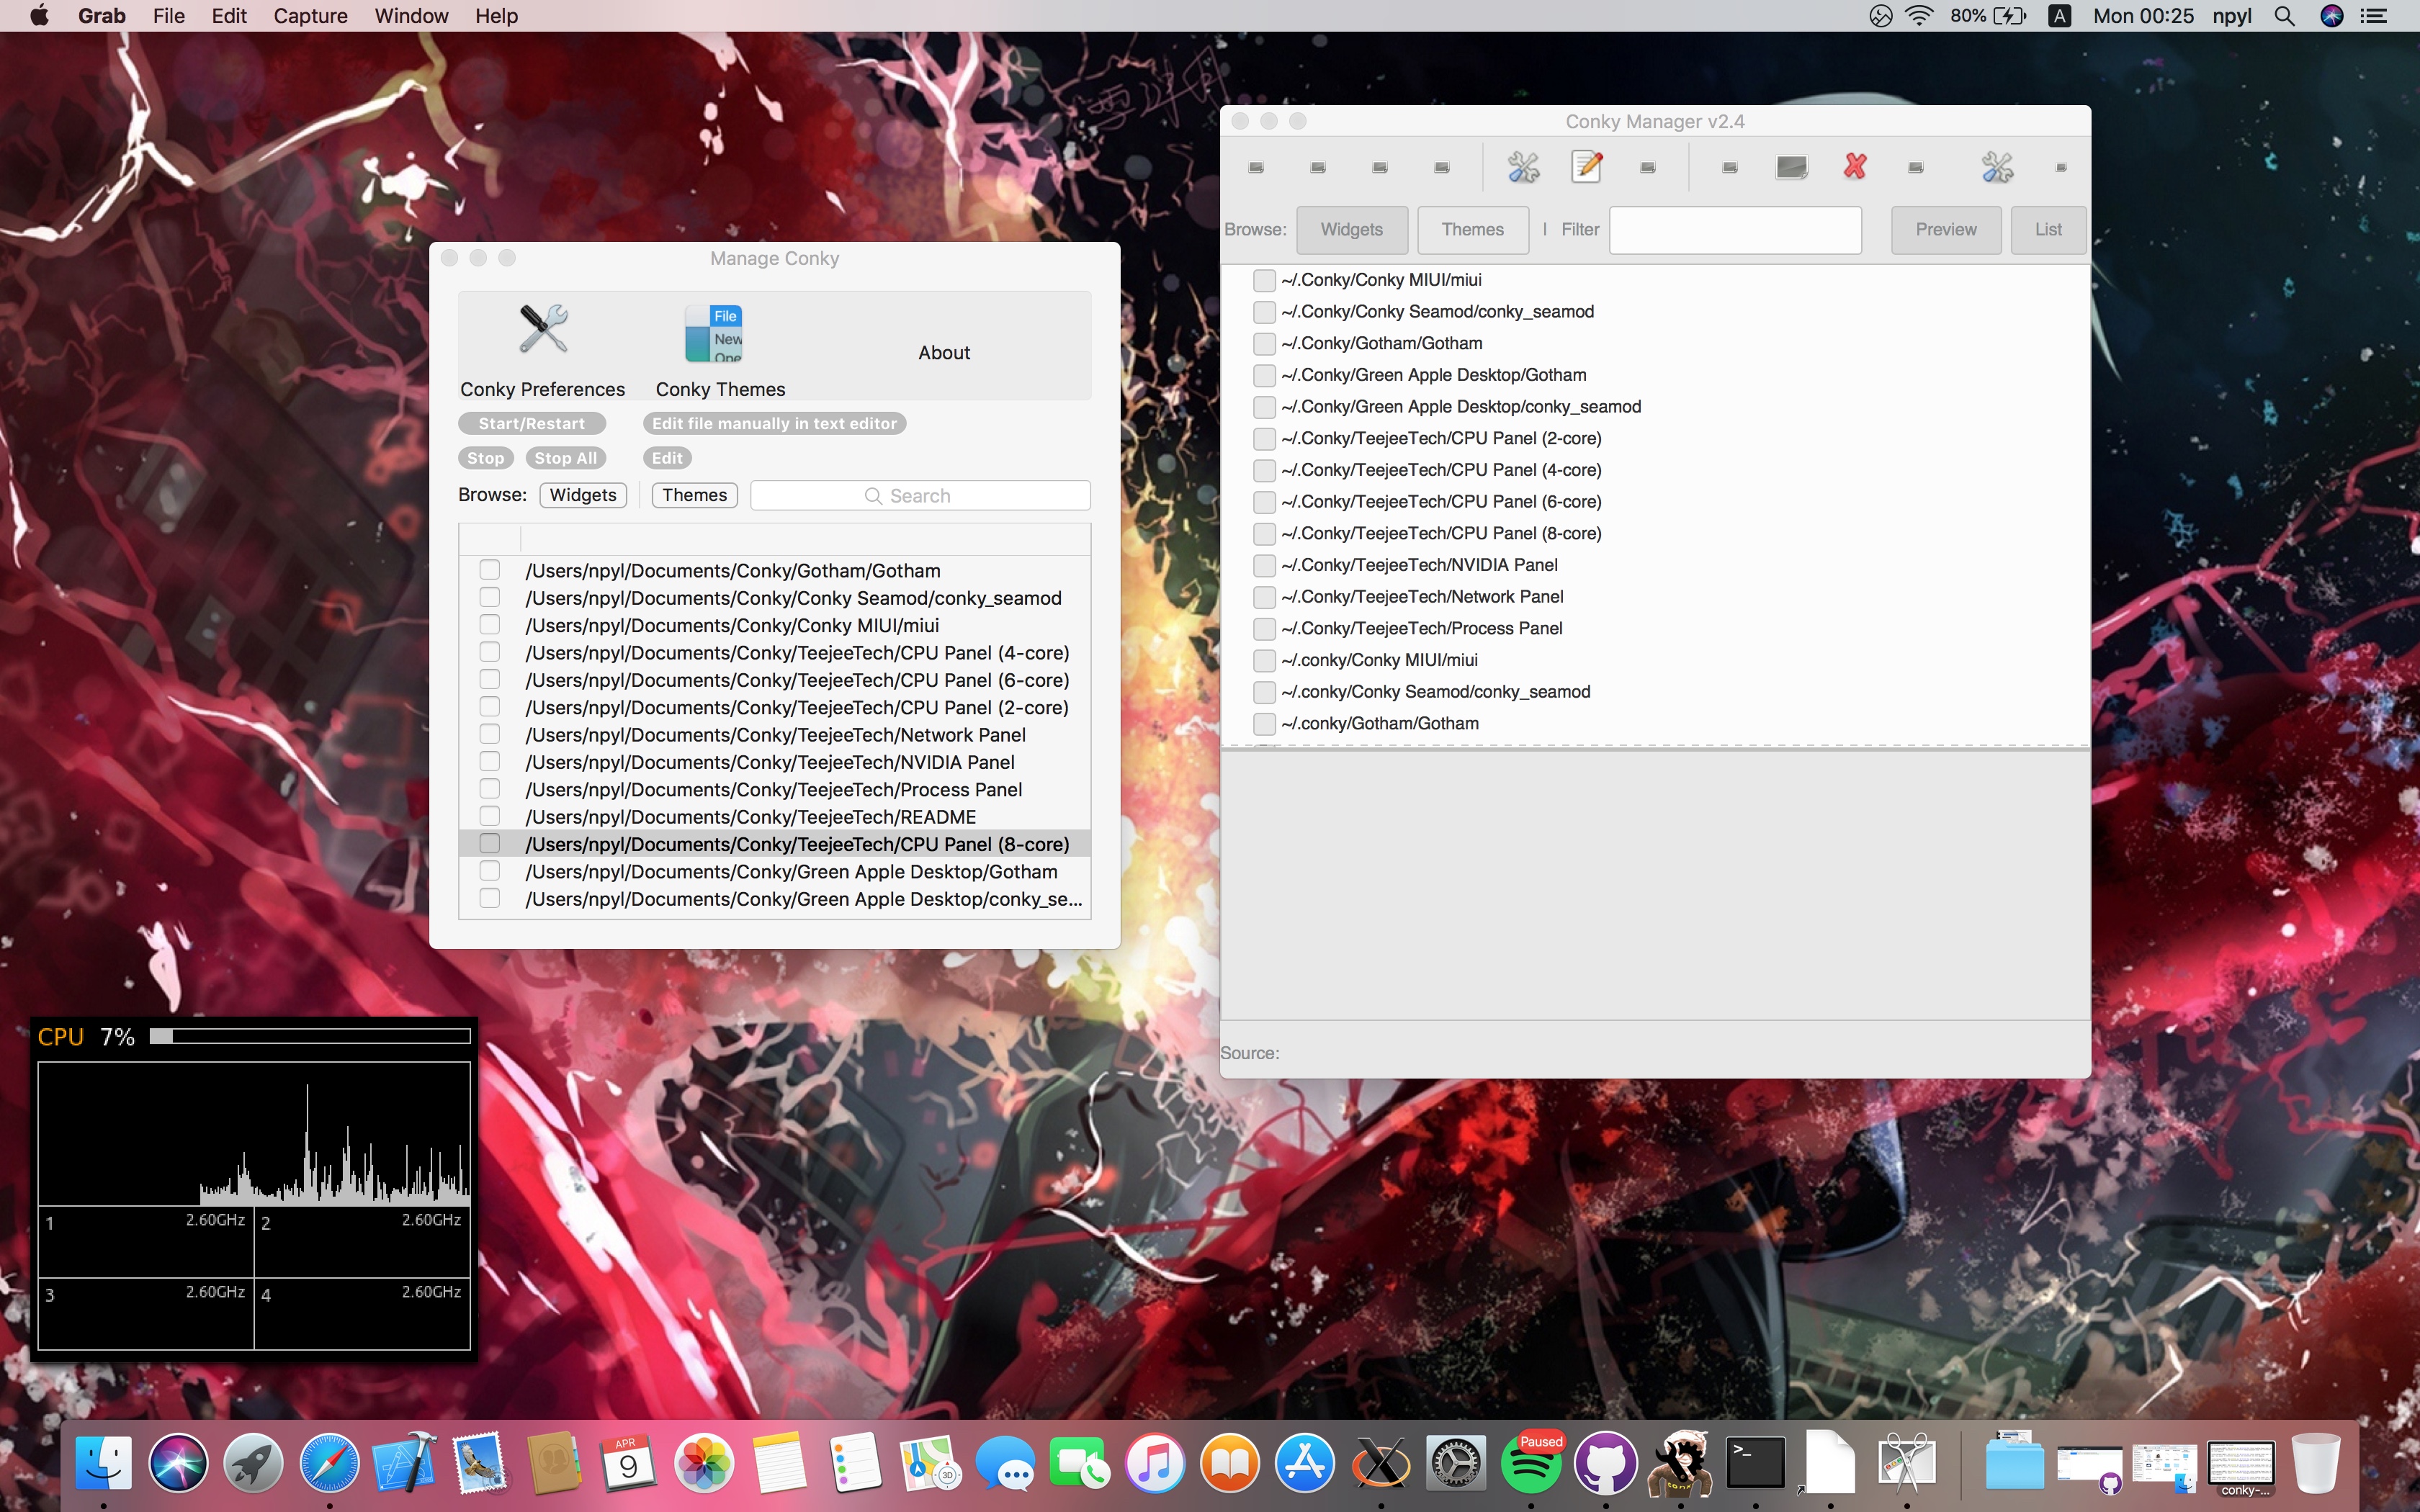 Grab File Edit Capture Window Help 80% A Mon 00:25 npyl
Manage Conky
File
New
Ope
Conky Preferences Conky Themes About
Start/Restart Edit file manually in text editor
Stop Stop All Edit
Browse: Widgets Themes Search
/Users/npyl/Documents/Conky/Gotham/Gotham
/Users/npyl/Documents/Conky/Conky Seamod/conky_seamod
/Users/npyl/Documents/Conky/Conky MIUI/miui
/Users/npyl/Documents/Conky/TeejeeTech/CPU Panel (4-core)
/Users/npyl/Documents/Conky/TeejeeTech/CPU Panel (6-core)
/Users/npyl/Documents/Conky/TeejeeTech/CPU Panel (2-core)
/Users/npyl/Documents/Conky/TeejeeTech/Network Panel
/Users/npyl/Documents/Conky/TeejeeTech/NVIDIA Panel
/Users/npyl/Documents/Conky/TeejeeTech/Process Panel
/Users/npyl/Documents/Conky/TeejeeTech/README
/Users/npyl/Documents/Conky/TeejeeTech/CPU Panel (8-core)
/Users/npyl/Documents/Conky/Green Apple Desktop/Gotham
/Users/npyl/Documents/Conky/Green Apple Desktop/conky_se...
Conky Manager v2.4
Browse: Widgets Themes | Filter Preview List
~/.Conky/Conky MIUI/miui
~/.Conky/Conky Seamod/conky_seamod
~/.Conky/Gotham/Gotham
~/.Conky/Green Apple Desktop/Gotham
~/.Conky/Green Apple Desktop/conky_seamod
~/.Conky/TeejeeTech/CPU Panel (2-core)
~/.Conky/TeejeeTech/CPU Panel (4-core)
~/.Conky/TeejeeTech/CPU Panel (6-core)
~/.Conky/TeejeeTech/CPU Panel (8-core)
~/.Conky/TeejeeTech/NVIDIA Panel
~/.Conky/TeejeeTech/Network Panel
~/.Conky/TeejeeTech/Process Panel
~/.conky/Conky MIUI/miui
~/.conky/Conky Seamod/conky_seamod
~/.conky/Gotham/Gotham
Source:
CPU 7%
1 2.60GHz 2 2.60GHz
3 2.60GHz 4 2.60GHz
APR
9
3D
Paused
>_
conky-...